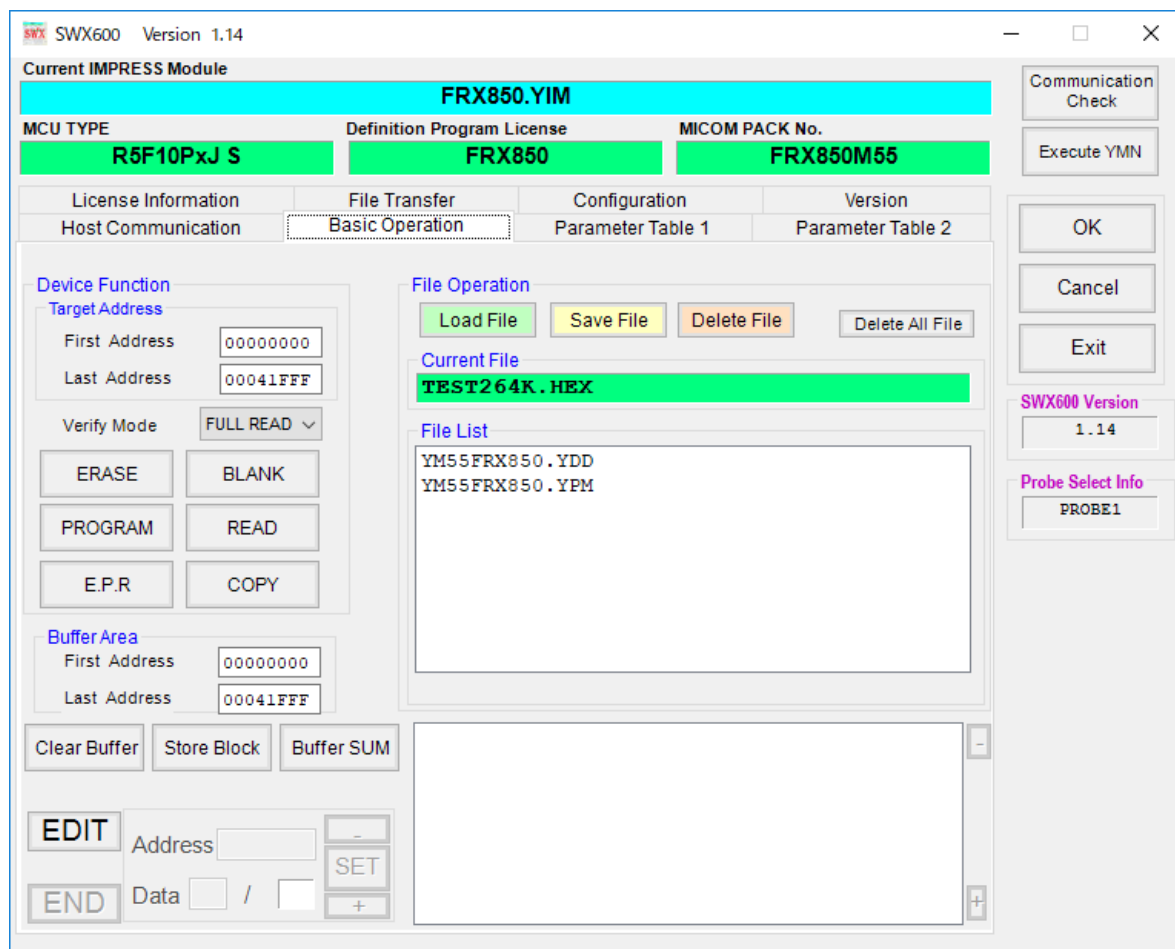 SWX SWX600 Version 1.14
Current IMPRESS Module
FRX850.YIM
MCU TYPE
Definition Program License
MICOM PACK No.
R5F10PxJ S
FRX850
FRX850M55
Communication
Check
Execute YMN
License Information
File Transfer
Configuration
Version
Host Communication
Basic Operation
Parameter Table 1
Parameter Table 2
OK
Cancel
Exit
SWX600 Version
1.14
Probe Select Info
PROBE1
Device Function
Target Address
First Address
00000000
Last Address
00041FFF
Verify Mode
FULL READ
ERASE
BLANK
PROGRAM
READ
E.P.R
COPY
Buffer Area
First Address
00000000
Last Address
00041FFF
Clear Buffer
Store Block
Buffer SUM
EDIT
END
Address
Data
/
-
SET
+
File Operation
Load File
Save File
Delete File
Delete All File
Current File
TEST264K.HEX
File List
YM55FRX850.YDD
YM55FRX850.YPM
-
+